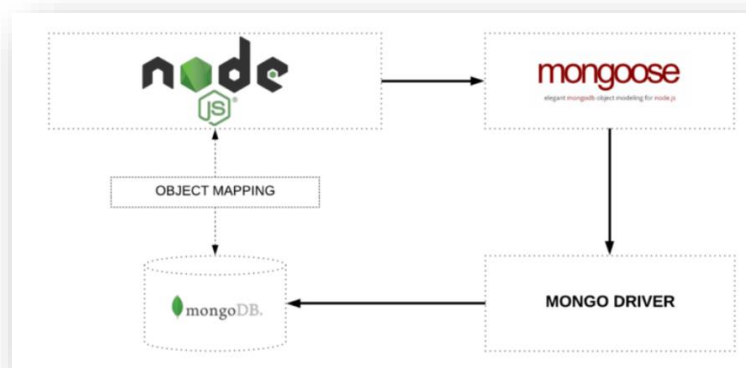 node
JS®
mongoose
elegant mongodb object modeling for node.js
OBJECT MAPPING
mongoDB.
MONGO DRIVER